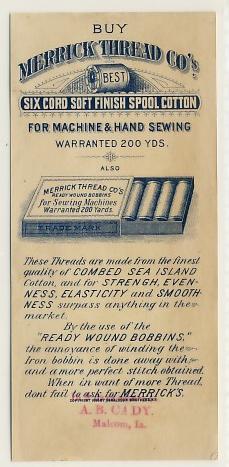 BUY
MERRICK THREAD CO'S
BEST
SIX CORD SOFT FINISH SPOOL COTTON
FOR MACHINE & HAND SEWING
WARRANTED 200 YDS.
ALSO
MERRICK THREAD CO'S
READY WOUND BOBBINS
for Sewing Machines
Warranted 200 Yards.
TRADE MARK
These Threads are made from the finest
quality of COMBED SEA ISLAND
Cotton, and for STRENGH, EVEN-
NESS, ELASTICITY and SMOOTH-
NESS surpass anything in the
market.
By the use of the
"READY WOUND BOBBINS,"
the annoyance of winding the
Iron bobbin is done away with
and a more perfect stitch obtained.
When in want of more Thread,
dont fail to ask for MERRICK'S.
A. B. CADY.
Malcom, Ia.